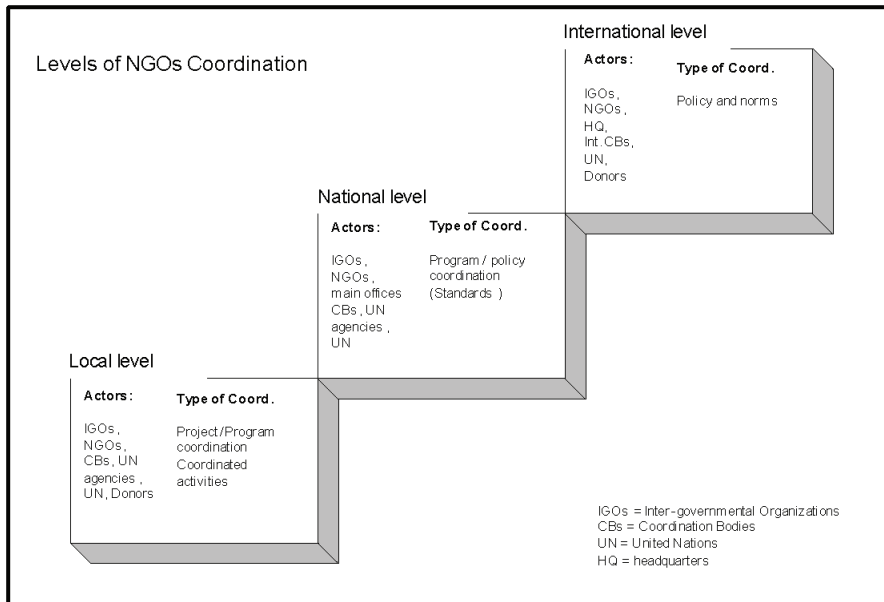 Levels of NGOs Coordination
International level
Actors:
IGOs,
NGOs,
HQ,
Int.CBs,
UN,
Donors
Type of Coord.
Policy and norms
National level
Actors:
IGOs,
NGOs,
main offices
CBs, UN
agencies,
UN
Type of Coord.
Program / policy
coordination
(Standards )
Local level
Actors:
IGOs,
NGOs,
CBs, UN
agencies,
UN, Donors
Type of Coord.
Project/Program
coordination
Coordinated
activities
IGOs = Inter-governmental Organizations
CBs = Coordination Bodies
UN = United Nations
HQ = headquarters